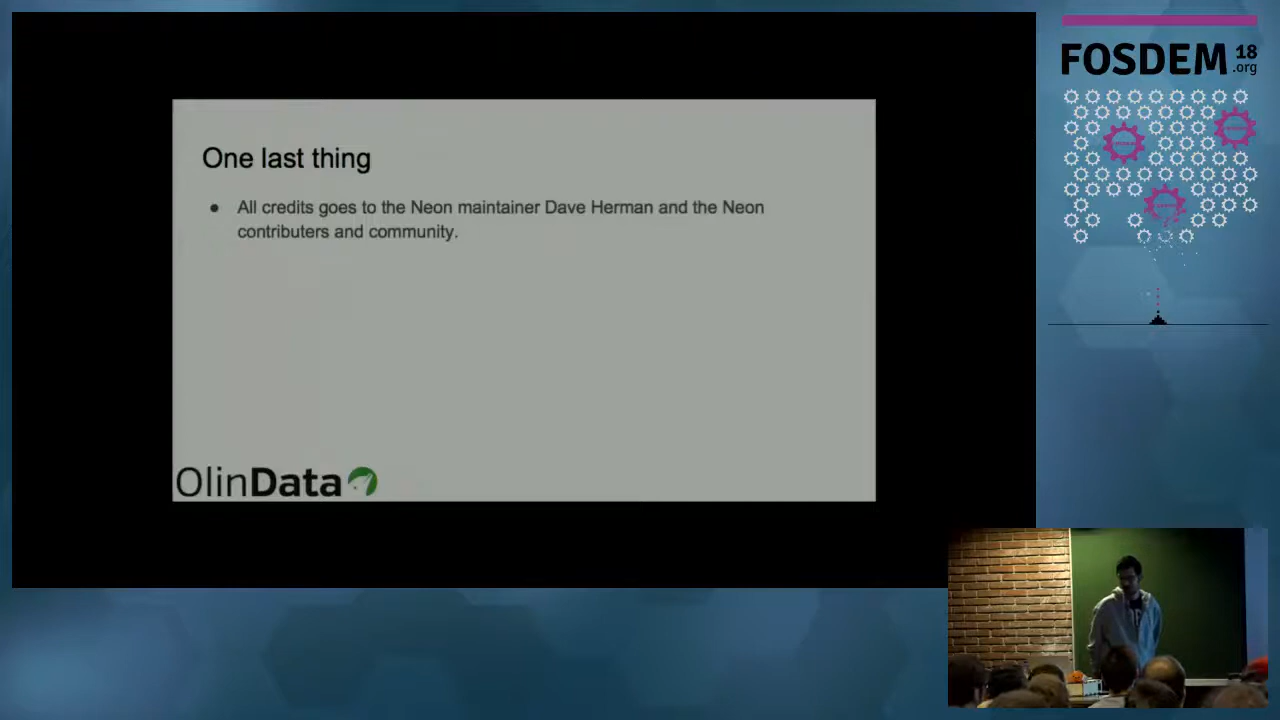 One last thing
● All credits goes to the Neon maintainer Dave Herman and the Neon
contributers and community.
OlinData
FOSDEM 18
.org